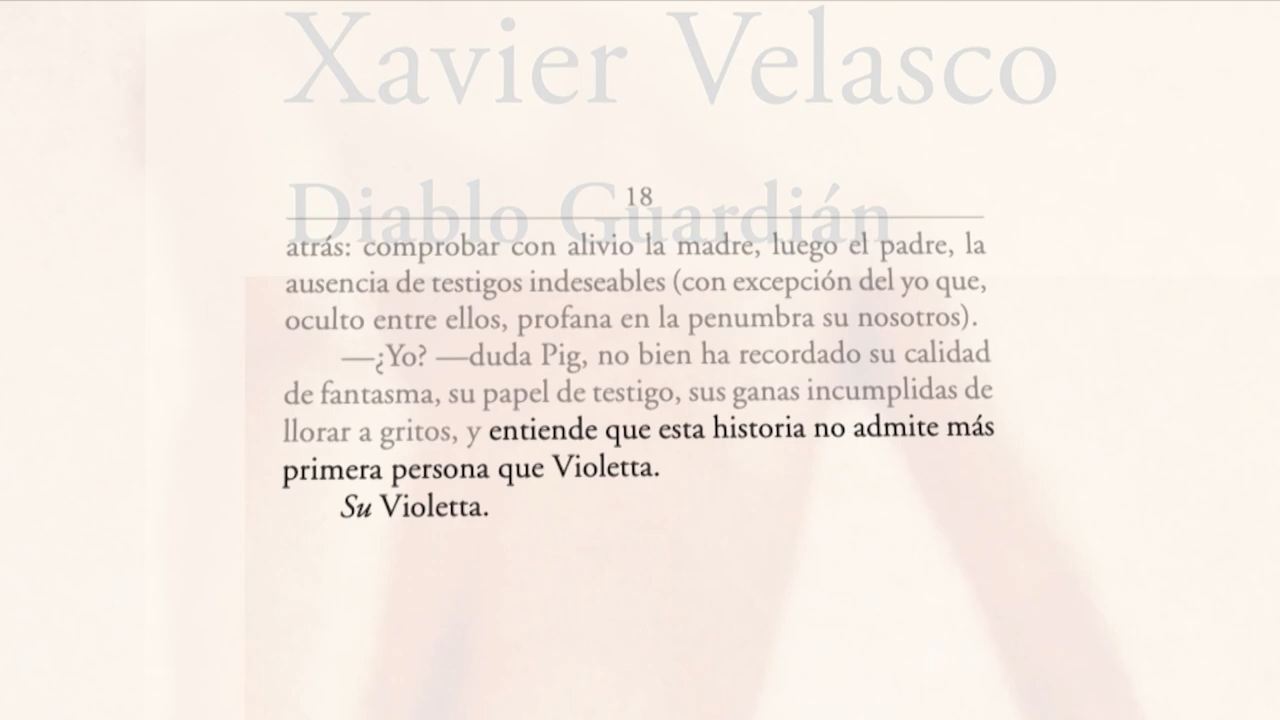 Xavier Velasco
Diablo Guardián
18
atrás: comprobar con alivio la madre, luego el padre, la
ausencia de testigos indeseables (con excepción del yo que,
oculto entre ellos, profana en la penumbra su nosotros).
—¿Yo? —duda Pig, no bien ha recordado su calidad
de fantasma, su papel de testigo, sus ganas incumplidas de
llorar a gritos, y entiende que esta historia no admite más
primera persona que Violetta.
Su Violetta.